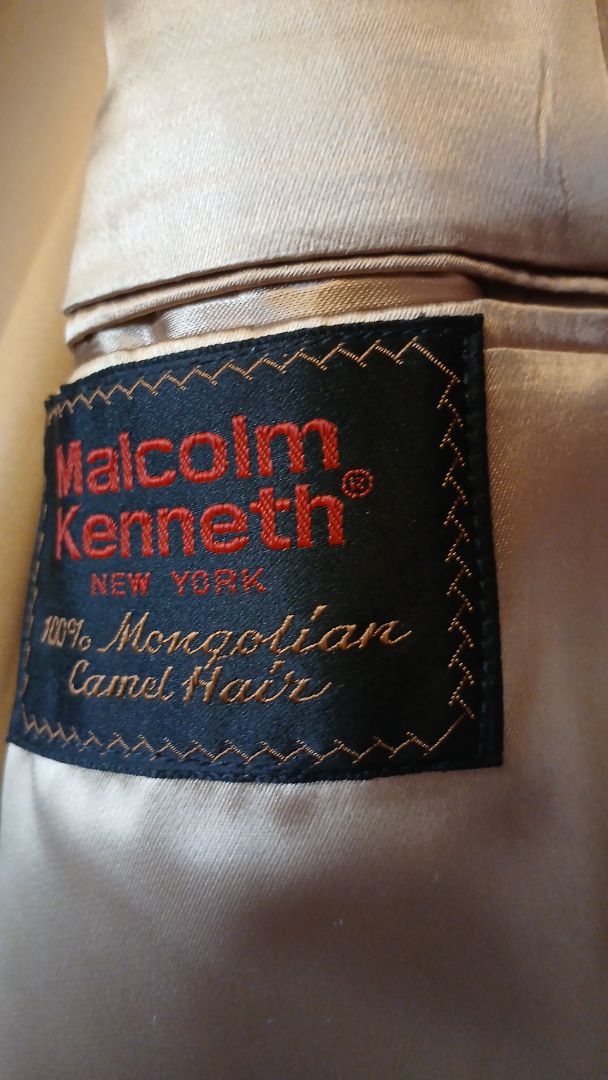 Malcolm
Kenneth®
NEW YORK
100% Mongolian
Camel Hair